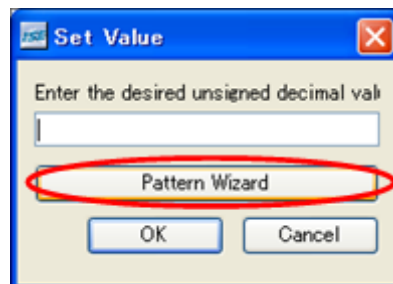 Set Value
Enter the desired unsigned decimal val
Pattern Wizard
OK
Cancel